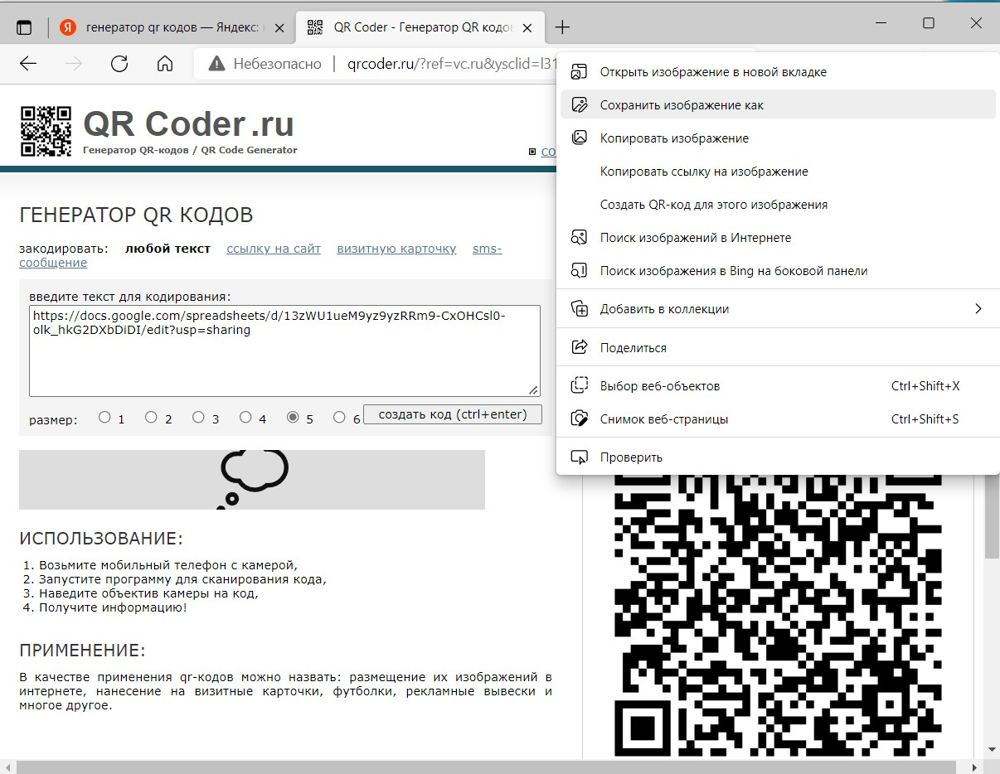 генератор qr кодов — Яндекс:
QR Coder - Генератор QR кодо
Небезопасно | qrcoder.ru/?ref=vc.ru&ysclid=l31
QR Coder.ru
Генератор QR-кодов / QR Code Generator
со
ГЕНЕРАТОР QR КОДОВ
закодировать: любой текст ссылку на сайт визитную карточку sms-
сообщение
введите текст для кодирования:
https://docs.google.com/spreadsheets/d/13zWU1ueM9yz9yzRRm9-CxOHCsl0-
olk_hkG2DXbDiDI/edit?usp=sharing
размер: 1 2 3 4 5 6 создать код (ctrl+enter)
ИСПОЛЬЗОВАНИЕ:
1. Возьмите мобильный телефон с камерой,
2. Запустите программу для сканирования кода,
3. Наведите объектив камеры на код,
4. Получите информацию!
ПРИМЕНЕНИЕ:
В качестве применения qr-кодов можно назвать: размещение их изображений в
интернете, нанесение на визитные карточки, футболки, рекламные вывески и
многое другое.
Открыть изображение в новой вкладке
Сохранить изображение как
Копировать изображение
Копировать ссылку на изображение
Создать QR-код для этого изображения
Поиск изображений в Интернете
Поиск изображения в Bing на боковой панели
Добавить в коллекции
Поделиться
Выбор веб-объектов Ctrl+Shift+X
Снимок веб-страницы Ctrl+Shift+S
Проверить